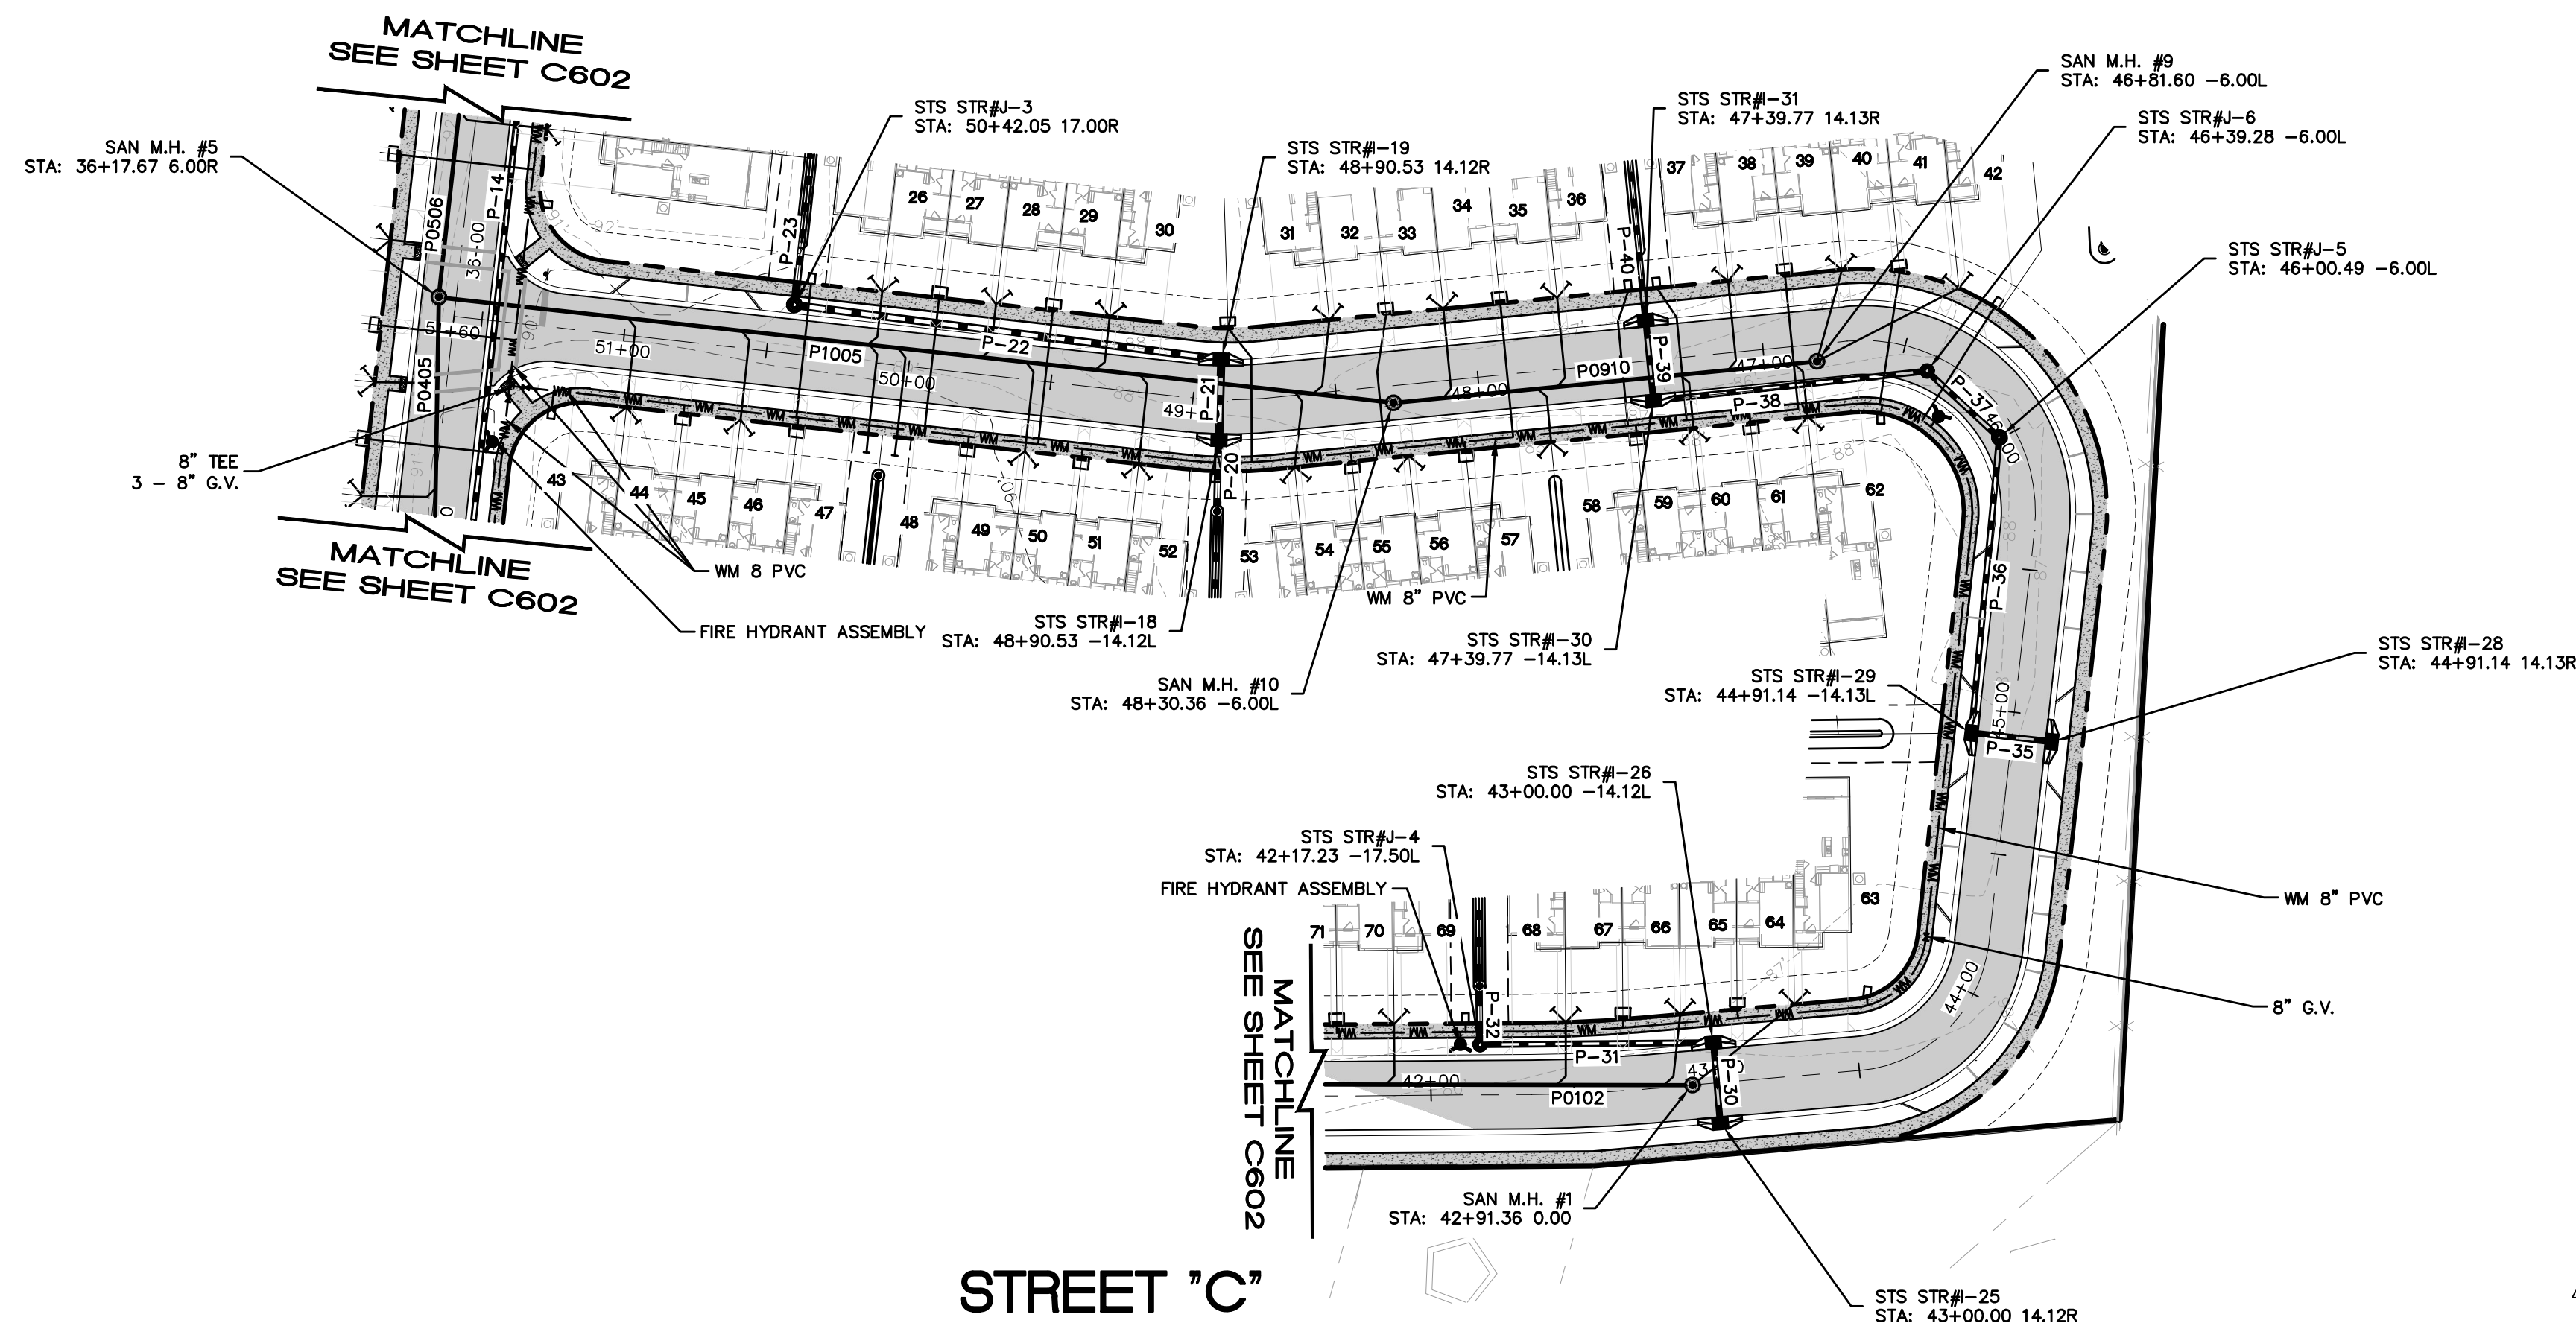 MATCHLINE
SEE SHEET C602
SAN M.H. #5
STA: 36+17.67 6.00R
STS STR#J-3
STA: 50+42.05 17.00R
STS STR#I-19
STA: 48+90.53 14.12R
STS STR#I-31
STA: 47+39.77 14.13R
SAN M.H. #9
STA: 46+81.60 -6.00L
STS STR#J-6
STA: 46+39.28 -6.00L
STS STR#J-5
STA: 46+00.49 -6.00L
P0506
P-14
36+00
91'
92'
P-23
26
27
28
29
30
31
32
33
34
35
36
P-40
37
38
39
40
41
42
51+60
90'
51+00
P1005
P-22
50+00
88
49+
P-21
P-20
48+00
P0910
P-39
47+00
P-38
P-37
46+00
P0405
WM
8" TEE
3 - 8" G.V.
43
44
45
46
47
48
49
50
51
52
53
54
55
56
57
58
59
60
61
62
88
90'
MATCHLINE
SEE SHEET C602
WM 8 PVC
FIRE HYDRANT ASSEMBLY
STS STR#I-18
STA: 48+90.53 -14.12L
WM 8" PVC
STS STR#I-30
STA: 47+39.77 -14.13L
SAN M.H. #10
STA: 48+30.36 -6.00L
P-36
STS STR#I-29
STA: 44+91.14 -14.13L
STS STR#I-28
STA: 44+91.14 14.13R
45+00
P-35
STS STR#I-26
STA: 43+00.00 -14.12L
STS STR#J-4
STA: 42+17.23 -17.50L
FIRE HYDRANT ASSEMBLY
WM 8" PVC
8" G.V.
71
70
69
68
67
66
65
64
63
87'
44+00
MATCHLINE
SEE SHEET C602
P-32
WM
P-31
P-30
42+00
P0102
SAN M.H. #1
STA: 42+91.36 0.00
STS STR#I-25
STA: 43+00.00 14.12R
STREET "C"